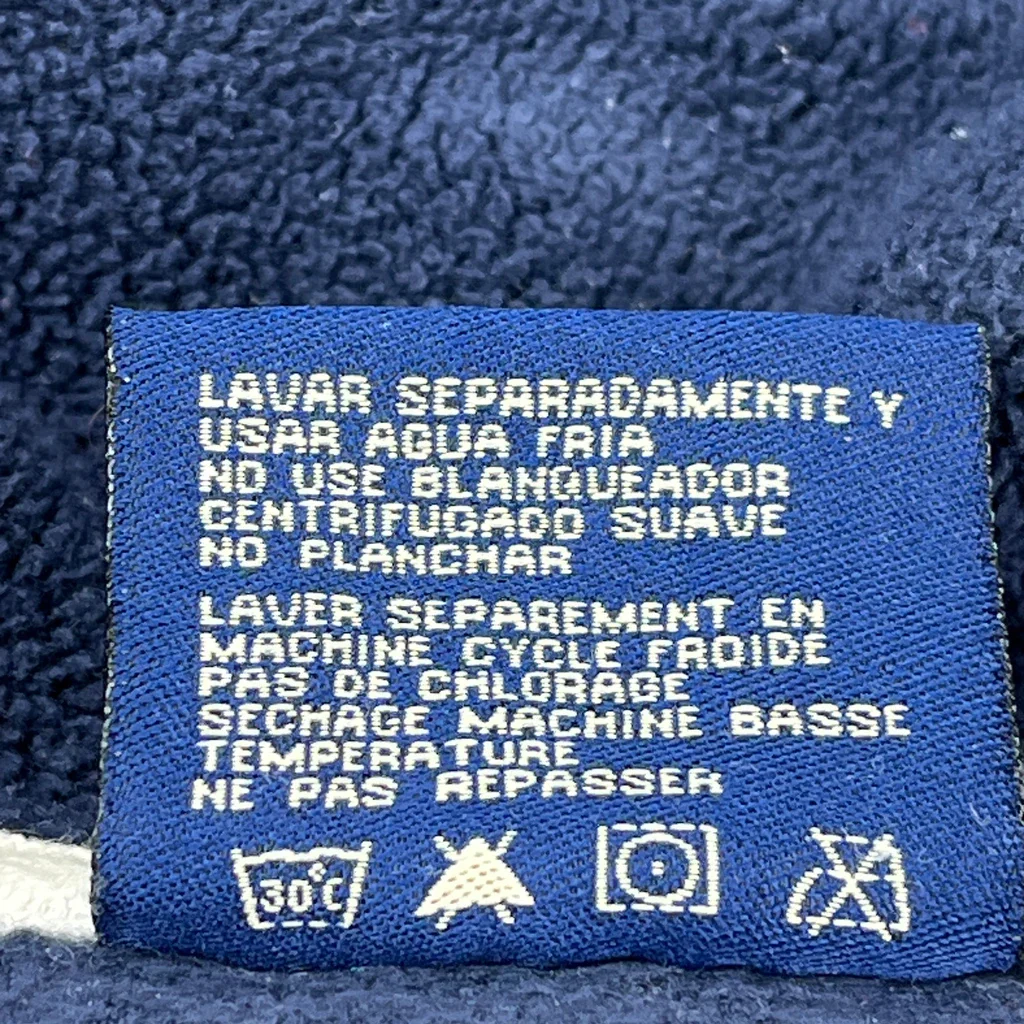 LAVAR SEPARADAMENTE Y
USAR AGUA FRIA
NO USE BLANQUEADOR
CENTRIFUGADO SUAVE
NO PLANCHAR
LAVER SEPAREMENT EN
MACHINE CYCLE FROIDE
PAS DE CHLORAGE
SECHAGE MACHINE BASSE
TEMPERATURE
NE PAS REPASSER
30°C